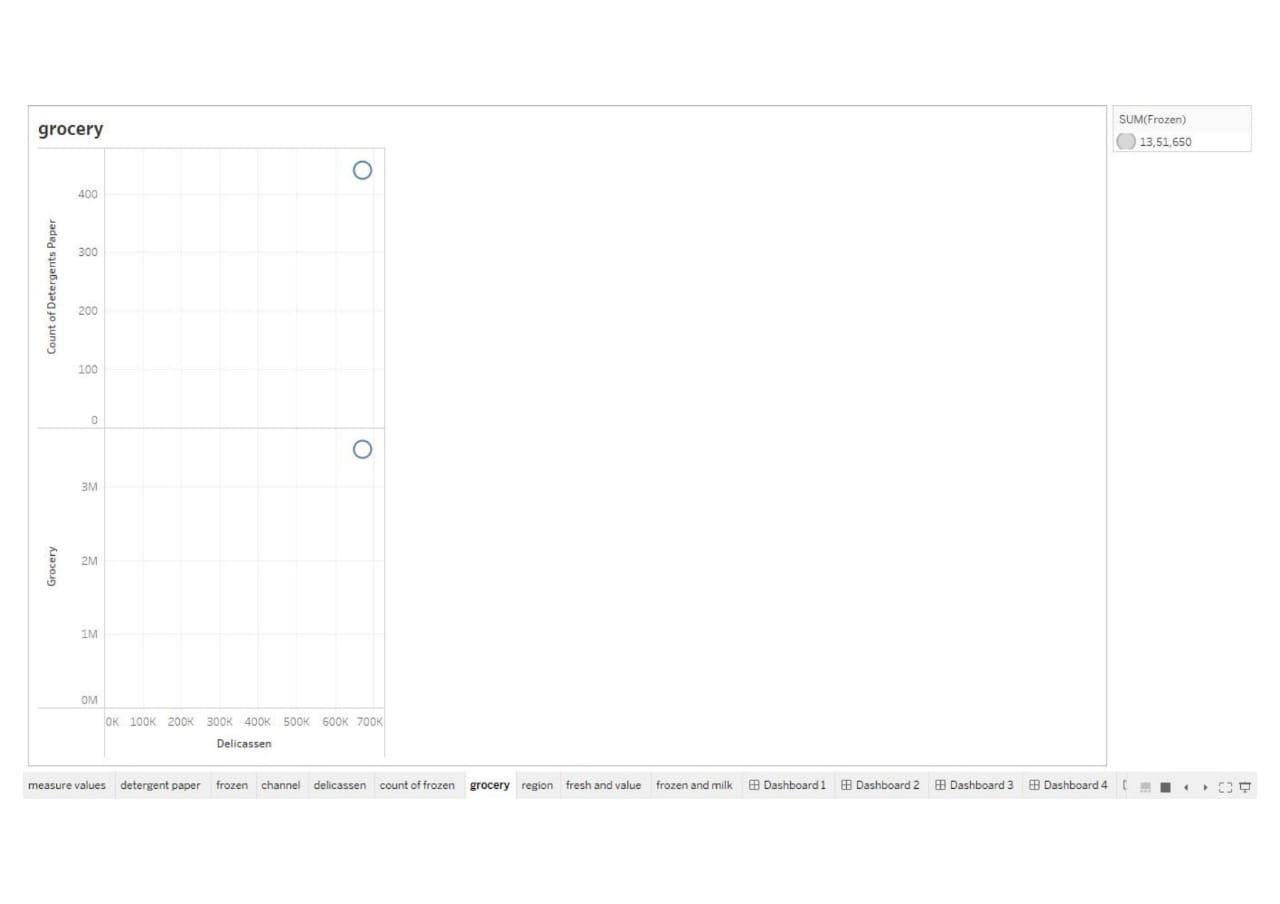 grocery
SUM(Frozen)
13,51,650
Count of Detergents Paper
400
300
200
100
0
Grocery
3M
2M
1M
0M
0K 100K 200K 300K 400K 500K 600K 700K
Delicassen
measure values detergent paper frozen channel delicassen count of frozen grocery region fresh and value frozen and milk Dashboard 1 Dashboard 2 Dashboard 3 Dashboard 4